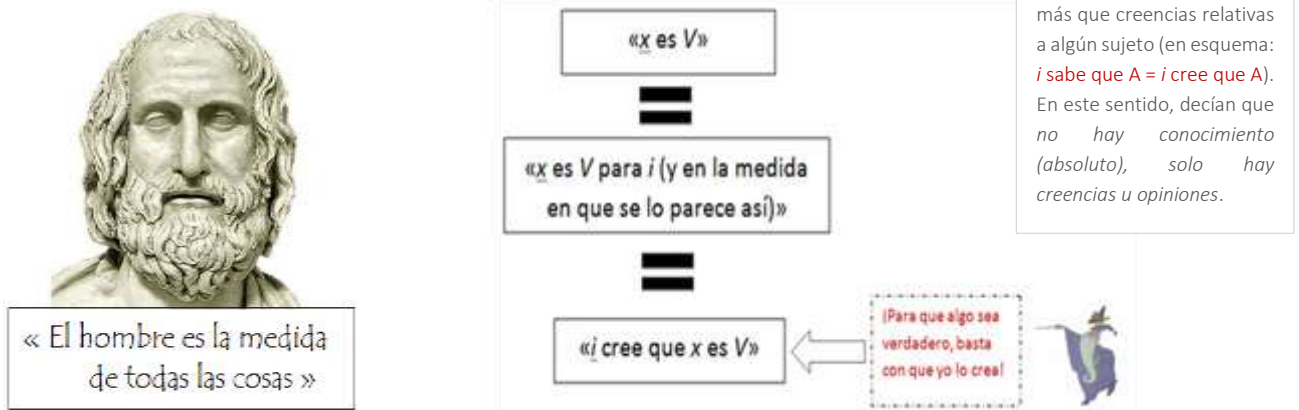 « El hombre es la medida
de todas las cosas »
«x es V»
«x es V para i (y en la medida
en que se lo parece así)»
«i cree que x es V»
(Para que algo sea
verdadero, basta
con que yo lo crea!
más que creencias relativas
a algún sujeto (en esquema:
i sabe que A = i cree que A).
En este sentido, decían que
no hay conocimiento
(absoluto), solo hay
creencias u opiniones.